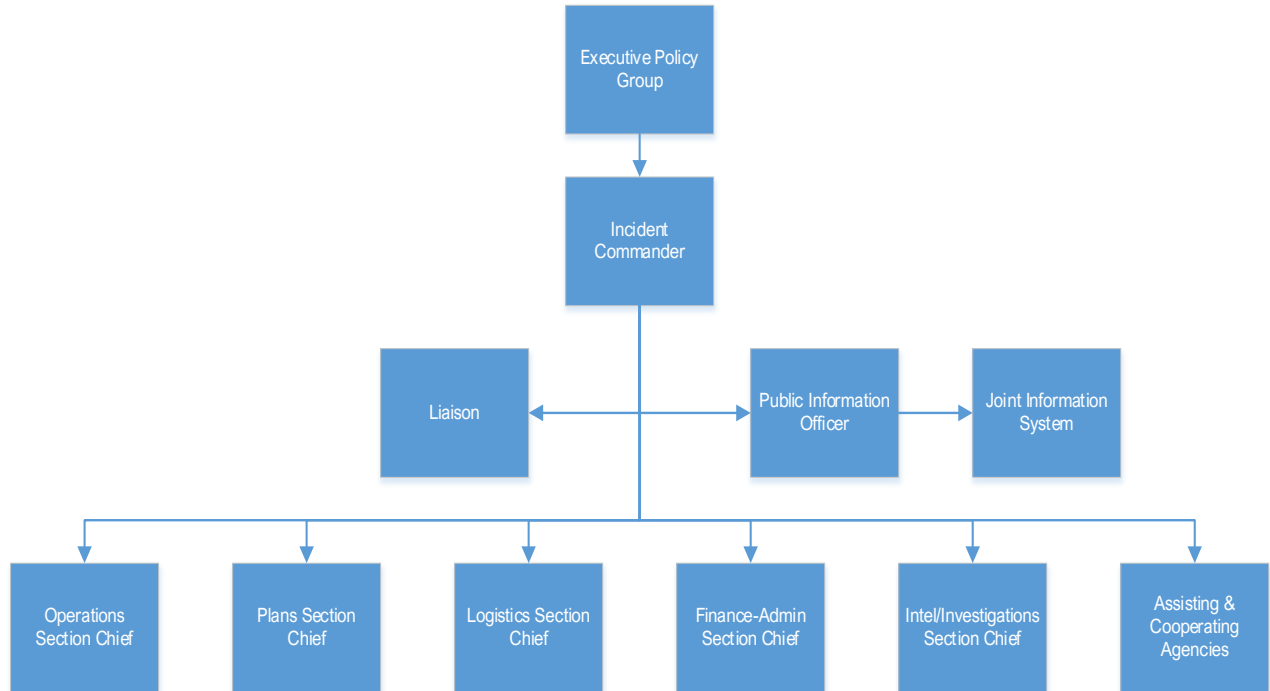 Executive Policy
Group
Incident
Commander
Liaison
Public Information
Officer
Joint Information
System
Operations
Section Chief
Plans Section
Chief
Logistics Section
Chief
Finance-Admin
Section Chief
Intel/Investigations
Section Chief
Assisting &
Cooperating
Agencies